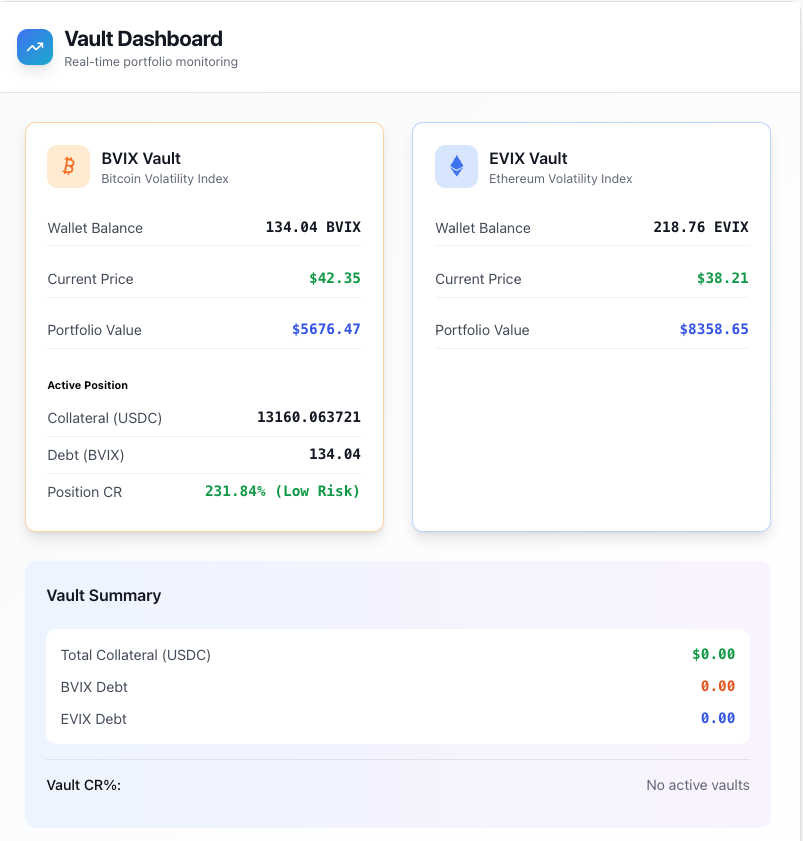 Vault Dashboard
Real-time portfolio monitoring
BVIX Vault
Bitcoin Volatility Index
Wallet Balance 134.04 BVIX
Current Price $42.35
Portfolio Value $5676.47
Active Position
Collateral (USDC) 13160.063721
Debt (BVIX) 134.04
Position CR 231.84% (Low Risk)
EVIX Vault
Ethereum Volatility Index
Wallet Balance 218.76 EVIX
Current Price $38.21
Portfolio Value $8358.65
Vault Summary
Total Collateral (USDC) $0.00
BVIX Debt 0.00
EVIX Debt 0.00
Vault CR%: No active vaults